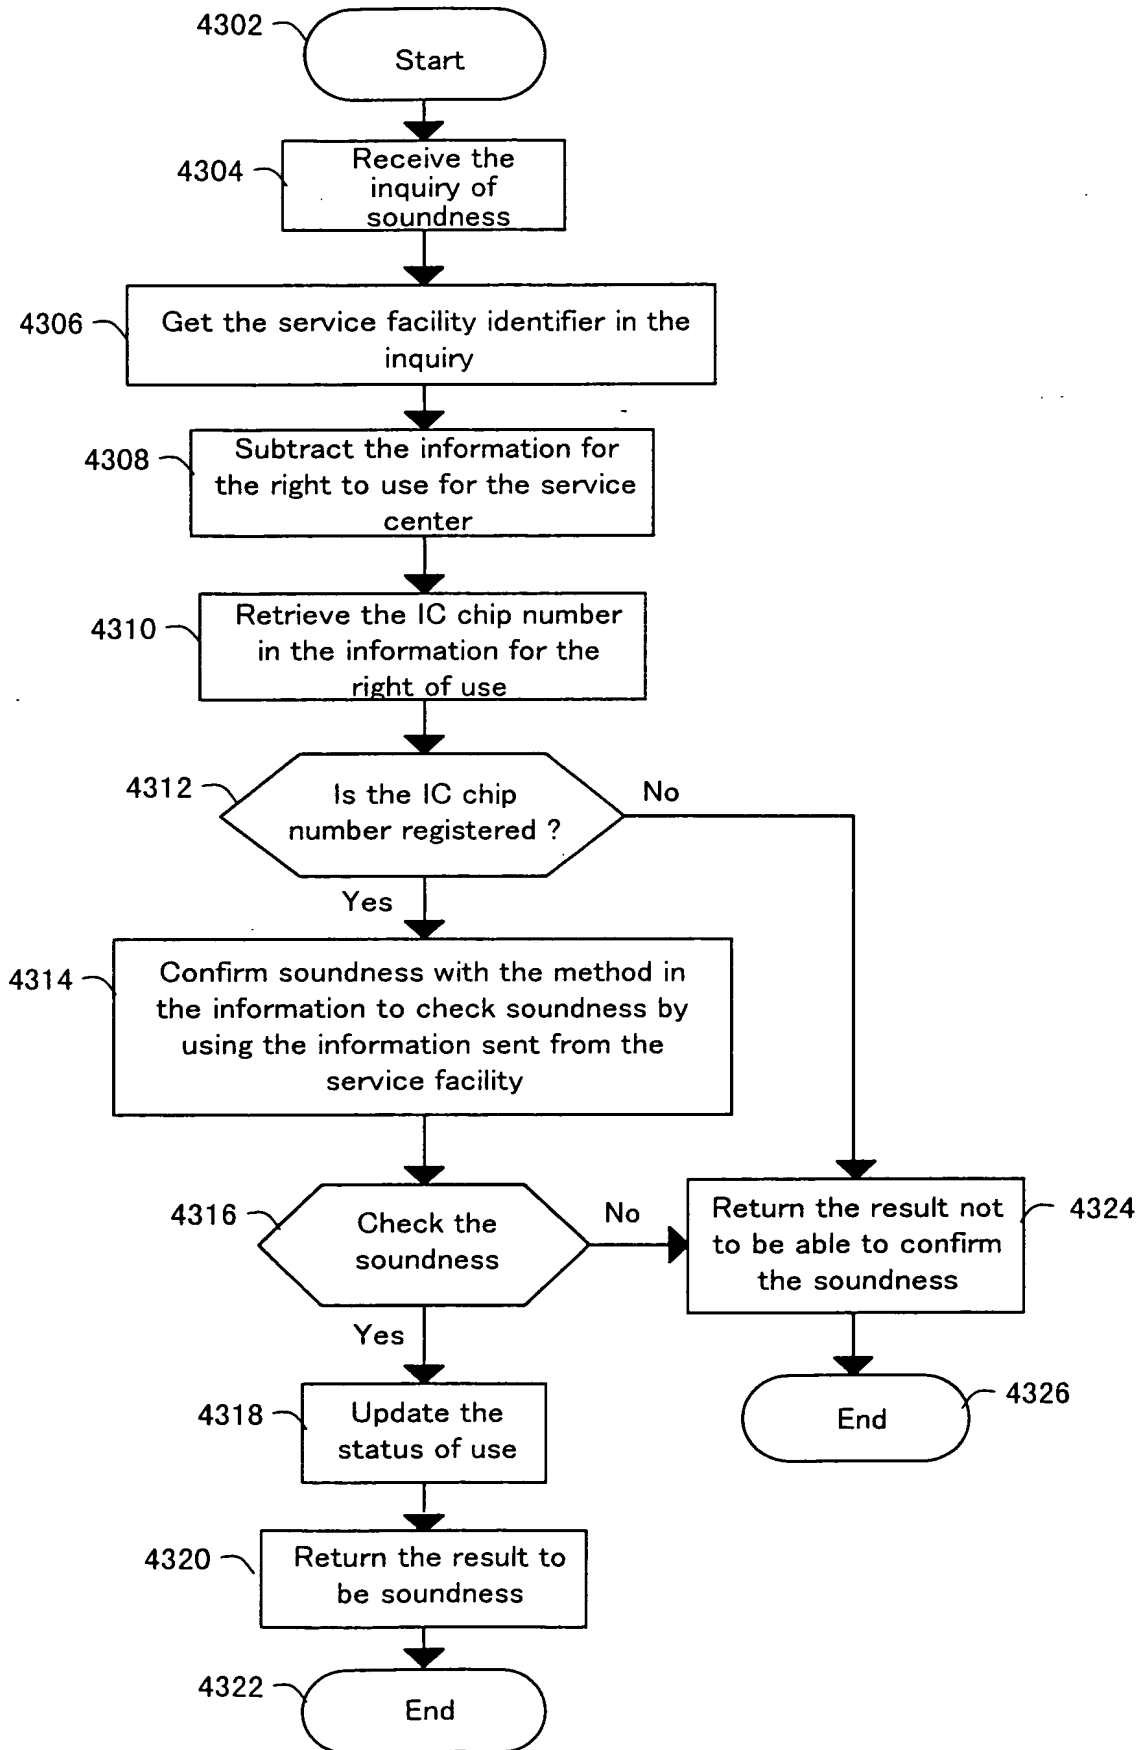 4302
Start
4304
Receive the
inquiry of
soundness
4306
Get the service facility identifier in the
inquiry
4308
Subtract the information for
the right to use for the service
center
4310
Retrieve the IC chip number
in the information for the
right of use
4312
Is the IC chip
number registered ?
No
Yes
4314
Confirm soundness with the method in
the information to check soundness by
using the information sent from the
service facility
4316
Check the
soundness
No
Return the result not
to be able to confirm
the soundness
4324
Yes
4318
Update the
status of use
End
4326
4320
Return the result to
be soundness
4322
End